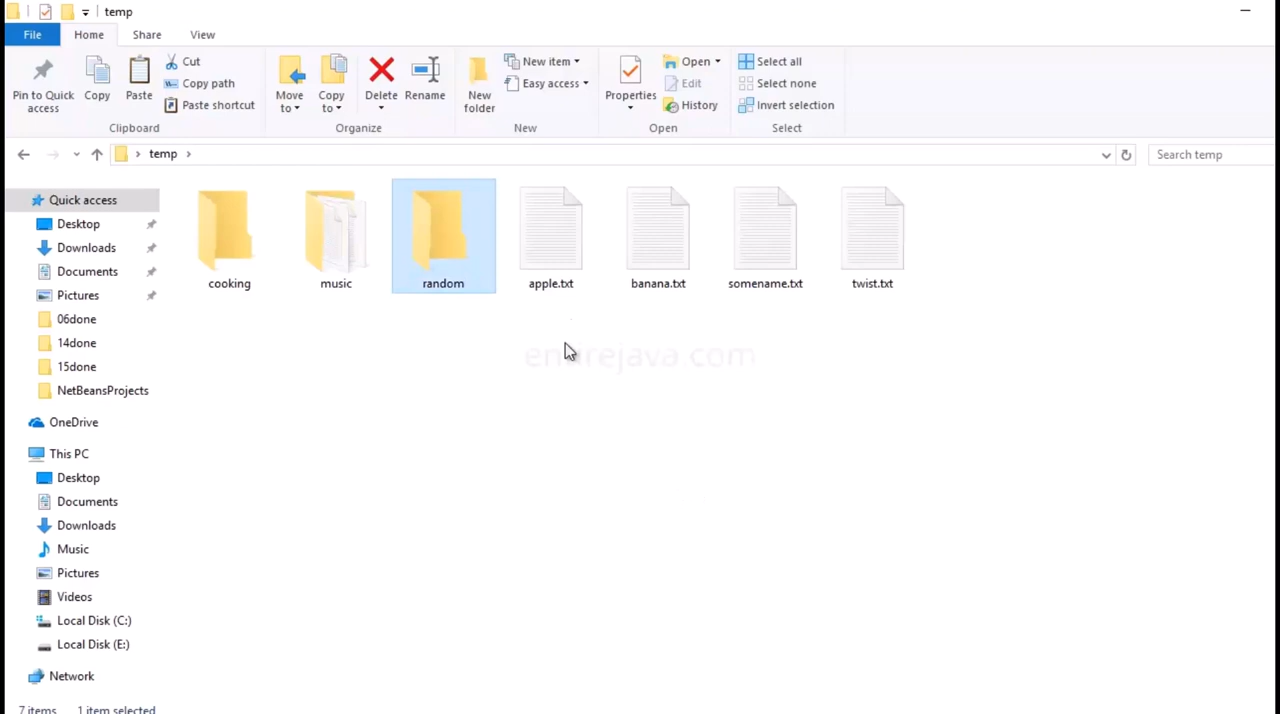 temp
File Home Share View
Pin to Quick access
Copy
Paste
Cut
Copy path
Paste shortcut
Clipboard
Move to
Copy to
Delete
Rename
Organize
New folder
New item
Easy access
New
Properties
Open
Edit
History
Open
Select all
Select none
Invert selection
Select
temp
Search temp
Quick access
Desktop
Downloads
Documents
Pictures
06done
14done
15done
NetBeansProjects
OneDrive
This PC
Desktop
Documents
Downloads
Music
Pictures
Videos
Local Disk (C:)
Local Disk (E:)
Network
cooking music random apple.txt banana.txt somename.txt twist.txt
7 items 1 item selected